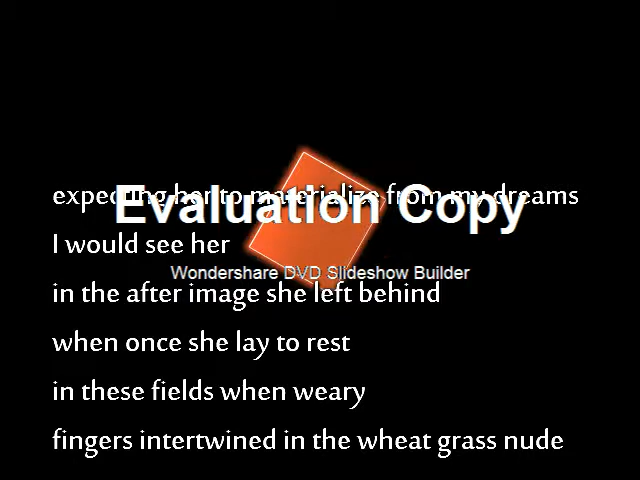 expecting her to materialize from my dreams
Evaluation Copy
I would see her
Wondershare DVD Slideshow Builder
in the after image she left behind
when once she lay to rest
in these fields when weary
fingers intertwined in the wheat grass nude